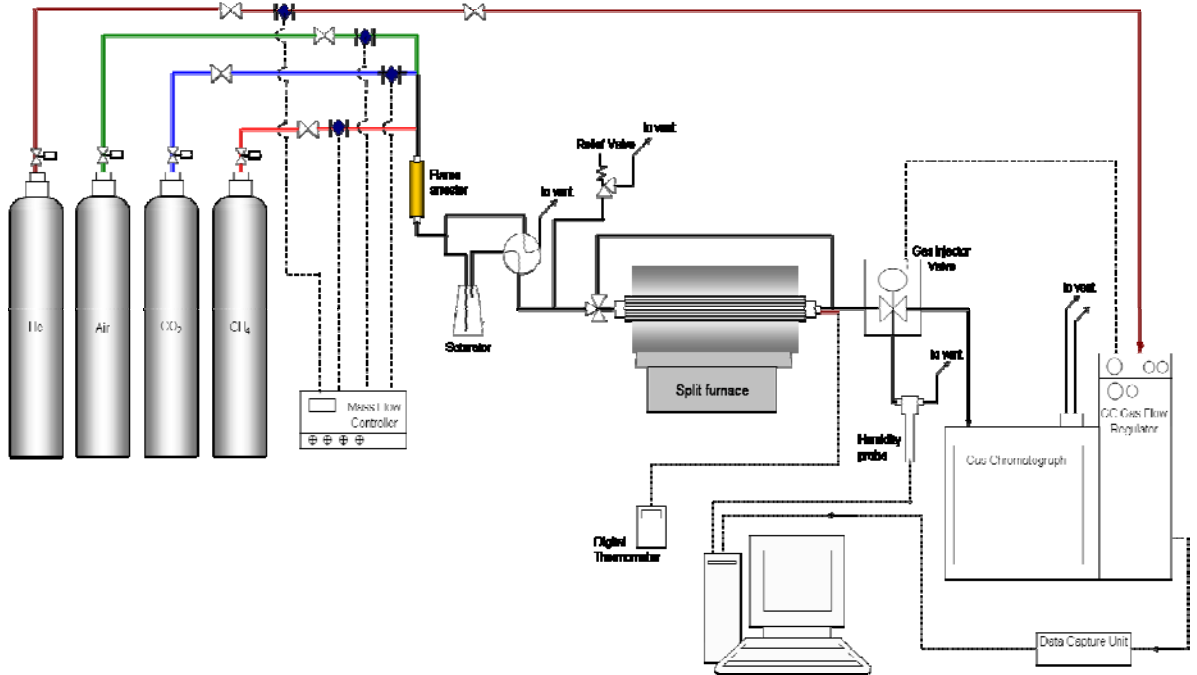 to vent
Relief Valve
Flame
arrester
to vent
Gas Injector
Valve
to vent
He
Air
CO2
CH4
Saturator
Split furnace
to vent
Mass Flow
Controller
GC Gas Flow
Regulator
Humidity
probe
Gas Chromatograph
Digital
Thermometer
Data Capture Unit